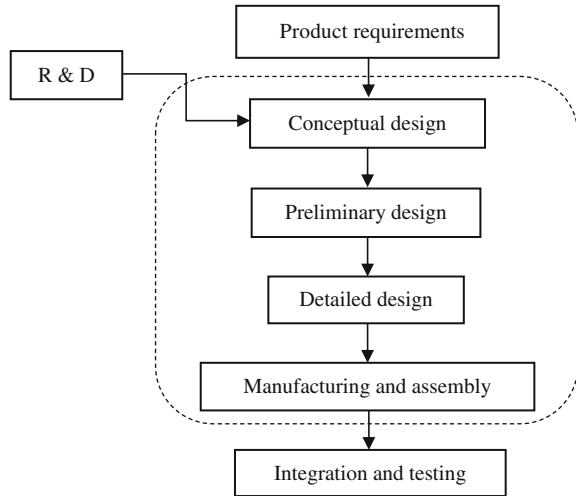 Product requirements
R & D
Conceptual design
Preliminary design
Detailed design
Manufacturing and assembly
Integration and testing